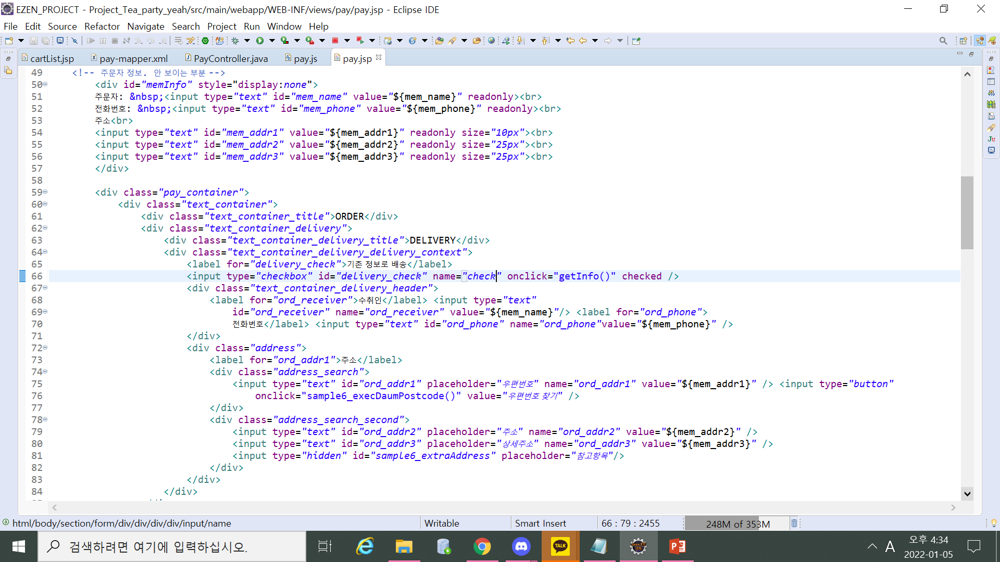 EZEN_PROJECT - Project_Tea_party_yeah/src/main/webapp/WEB-INF/views/pay/pay.jsp - Eclipse IDE
File Edit Source Refactor Navigate Search Project Run Window Help
cartList.jsp pay-mapper.xml PayController.java pay.js pay.jsp
49 <!-- 주문자 정보. 안 보이는 부분 -->
50 <div id="memInfo" style="display:none">
51 주문자: &nbsp;<input type="text" id="mem_name" value="${mem_name}" readonly><br>
52 전화번호: &nbsp;<input type="text" id="mem_phone" value="${mem_phone}" readonly><br>
53 주소<br>
54 <input type="text" id="mem_addr1" value="${mem_addr1}" readonly size="10px"><br>
55 <input type="text" id="mem_addr2" value="${mem_addr2}" readonly size="25px"><br>
56 <input type="text" id="mem_addr3" value="${mem_addr3}" readonly size="25px"><br>
57 </div>
58
59 <div class="pay_container">
60 <div class="text_container">
61 <div class="text_container_title">ORDER</div>
62 <div class="text_container_delivery">
63 <div class="text_container_delivery_title">DELIVERY</div>
64 <div class="text_container_delivery_delivery_context">
65 <label for="delivery_check">기존 정보로 배송</label>
66 <input type="checkbox" id="delivery_check" name="check" onclick="getInfo()" checked />
67 <div class="text_container_delivery_header">
68 <label for="ord_receiver">수취인</label> <input type="text"
69 id="ord_receiver" name="ord_receiver" value="${mem_name}"/> <label for="ord_phone">
70 전화번호</label> <input type="text" id="ord_phone" name="ord_phone"value="${mem_phone}" />
71 </div>
72 <div class="address">
73 <label for="ord_addr1">주소</label>
74 <div class="address_search">
75 <input type="text" id="ord_addr1" placeholder="우편번호" name="ord_addr1" value="${mem_addr1}" /> <input type="button"
76 onclick="sample6_execDaumPostcode()" value="우편번호 찾기" />
77 </div>
78 <div class="address_search_second">
79 <input type="text" id="ord_addr2" placeholder="주소" name="ord_addr2" value="${mem_addr2}" />
80 <input type="text" id="ord_addr3" placeholder="상세주소" name="ord_addr3" value="${mem_addr3}" />
81 <input type="hidden" id="sample6_extraAddress" placeholder="참고항목"/>
82 </div>
83 </div>
84 </div>
html/body/section/form/div/div/div/div/input/name Writable Smart Insert 66 : 79 : 2455 248M of 353M
검색하려면 여기에 입력하십시오. TALK A 오후 4:34
2022-01-05